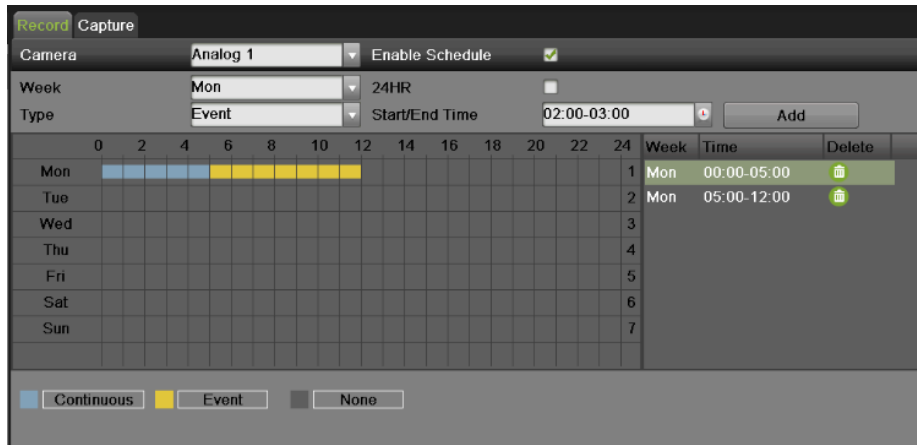 Record Capture
Camera Analog 1 Enable Schedule
Week Mon 24HR
Type Event Start/End Time 02:00-03:00 Add
0 2 4 6 8 10 12 14 16 18 20 22 24 Week Time Delete
Mon 1 Mon 00:00-05:00
Tue 2 Mon 05:00-12:00
Wed 3
Thu 4
Fri 5
Sat 6
Sun 7
Continuous Event None